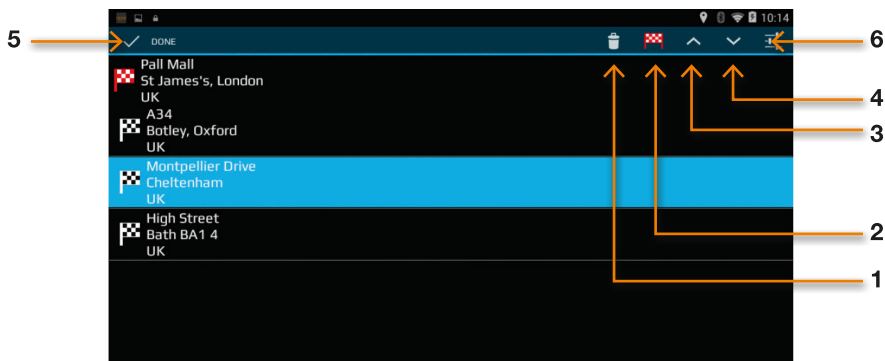 10:14
5
DONE
6
Pall Mall
St James's, London
UK
A34
Botley, Oxford
UK
Montpellier Drive
Cheltenham
UK
High Street
Bath BA1 4
UK
4
3
2
1